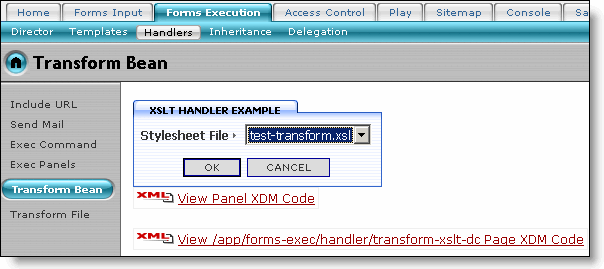 Home Forms Input Forms Execution Access Control Play Sitemap Console Sa
Director Templates Handlers Inheritance Delegation
Transform Bean
Include URL
Send Mail
Exec Command
Exec Panels
Transform Bean
Transform File
XSLT HANDLER EXAMPLE
Stylesheet File test-transform.xsl
OK CANCEL
XML View Panel XDM Code
XML View /app/forms-exec/handler/transform-xslt-dc Page XDM Code